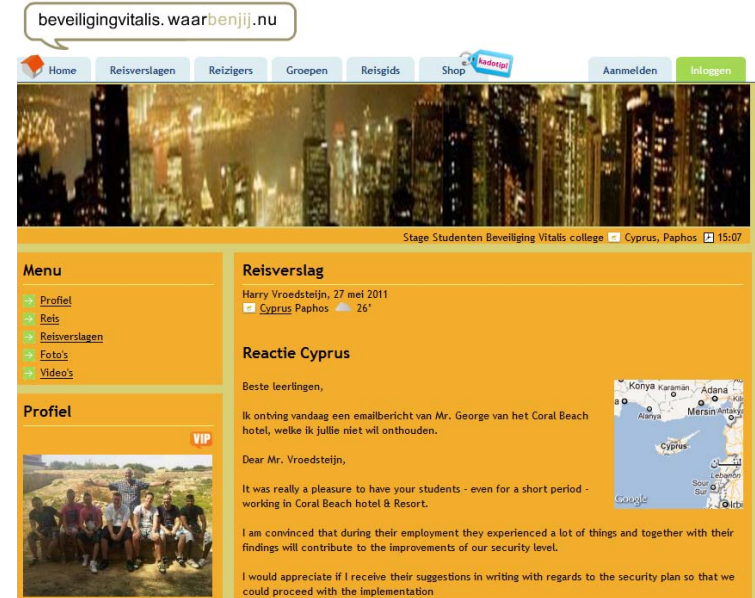 beveiligingvitalis.waarbenjij.nu
Home Reisverslagen Reizigers Groepen Reisgids Shop kadotip! Aanmelden Inloggen
Stage Studenten Beveiliging Vitalis college Cyprus, Paphos 15:07
Menu
Profiel
Reis
Reisverslagen
Foto's
Video's
Profiel
VIP
Reisverslag
Harry Vroedsteijn, 27 mei 2011
Cyprus Paphos 26°
Reactie Cyprus
Beste leerlingen,
Ik ontving vandaag een emailbericht van Mr. George van het Coral Beach
hotel, welke ik jullie niet wil onthouden.
Dear Mr. Vroedsteijn,
It was really a pleasure to have your students - even for a short period -
working in Coral Beach hotel & Resort.
I am convinced that during their employment they experienced a lot of things and together with their
findings will contribute to the improvements of our security level.
I would appreciate if I receive their suggestions in writing with regards to the security plan so that we
could proceed with the implementation
Konya Karaman Adana
Alanya Mersin Antakya
Cyprus
Lebanon
Sour
Sur
Google Irbi